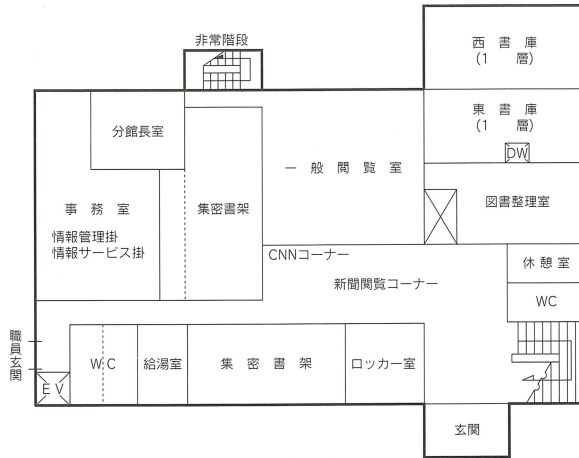 非常階段
西書庫
(1 層)
分館長室
一般閲覧室
東書庫
(1 層)
DW
事務室
情報管理掛
情報サービス掛
集密書架
図書整理室
CNNコーナー
新聞閲覧コーナー
休憩室
WC
職員玄関
EV
WC
給湯室
集密書架
ロッカー室
玄関